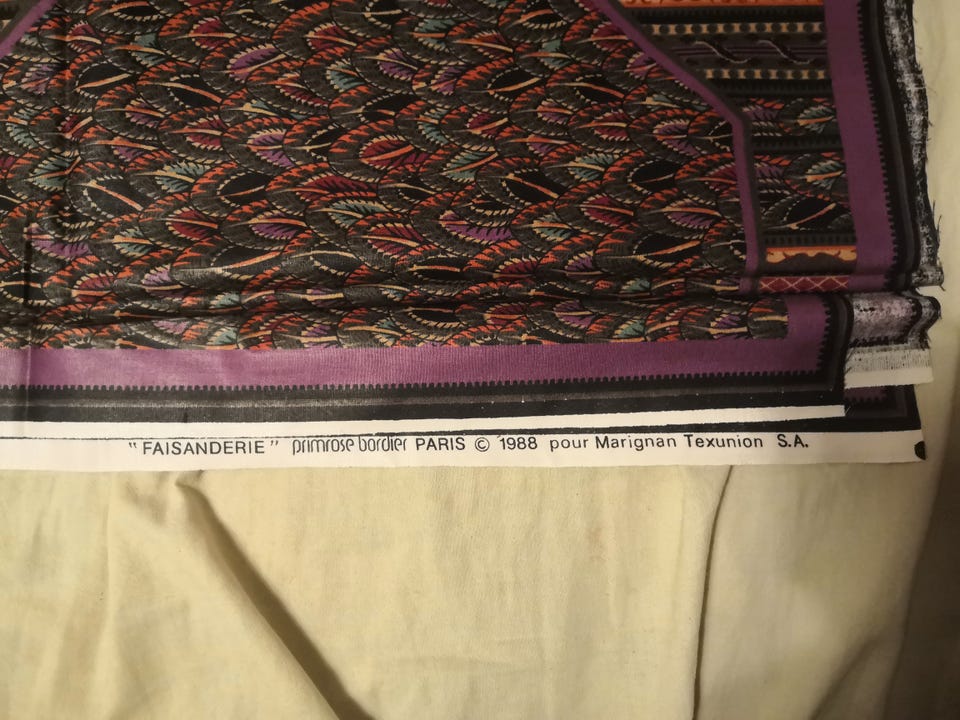 “FAISANDERIE” primrose bordier PARIS © 1988 pour Marignan Texunion S.A.